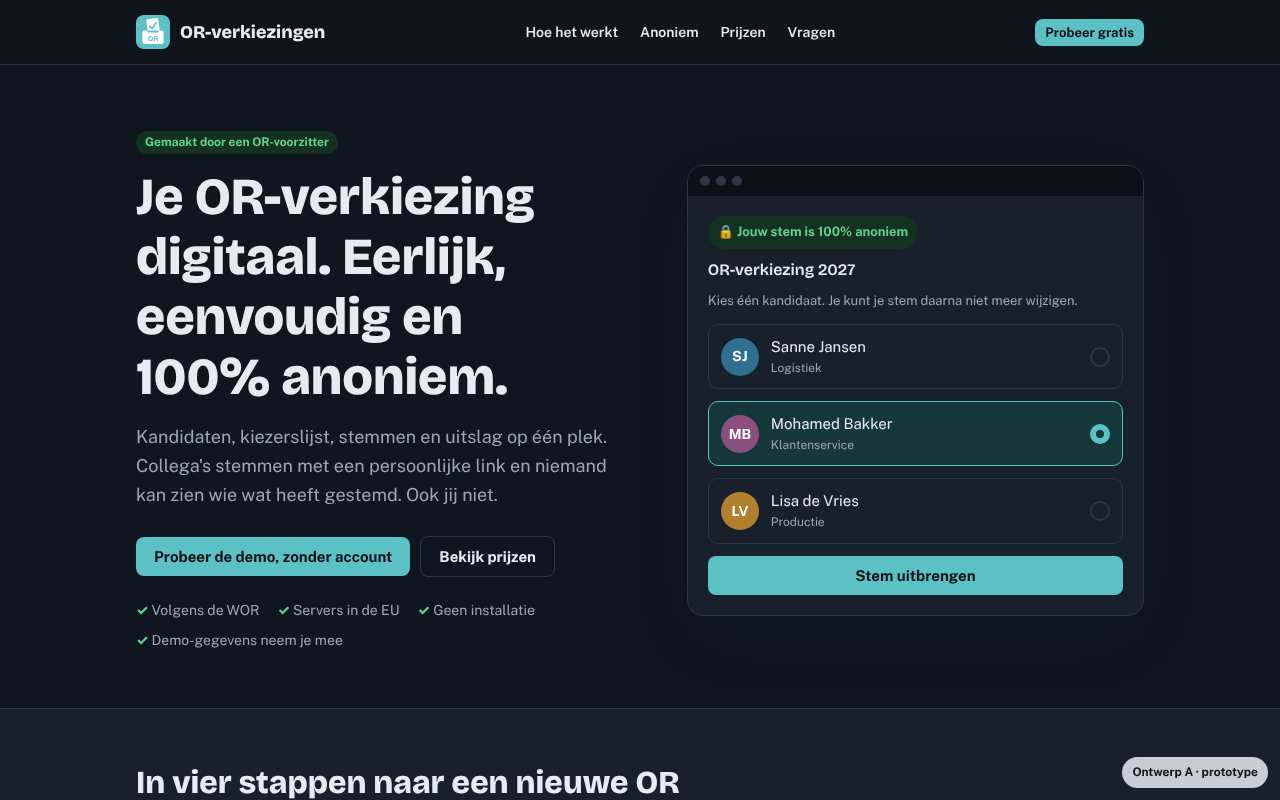 OR
OR-verkiezingen
Hoe het werkt
Anoniem
Prijzen
Vragen
Probeer gratis
Gemaakt door een OR-voorzitter
Je OR-verkiezing
digitaal. Eerlijk,
eenvoudig en
100% anoniem.
Kandidaten, kiezerslijst, stemmen en uitslag op één plek.
Collega's stemmen met een persoonlijke link en niemand
kan zien wie wat heeft gestemd. Ook jij niet.
Probeer de demo, zonder account
Bekijk prijzen
✓ Volgens de WOR
✓ Servers in de EU
✓ Geen installatie
✓ Demo-gegevens neem je mee
🔒 Jouw stem is 100% anoniem
OR-verkiezing 2027
Kies één kandidaat. Je kunt je stem daarna niet meer wijzigen.
SJ
Sanne Jansen
Logistiek
MB
Mohamed Bakker
Klantenservice
LV
Lisa de Vries
Productie
Stem uitbrengen
In vier stappen naar een nieuwe OR
Ontwerp A · prototype